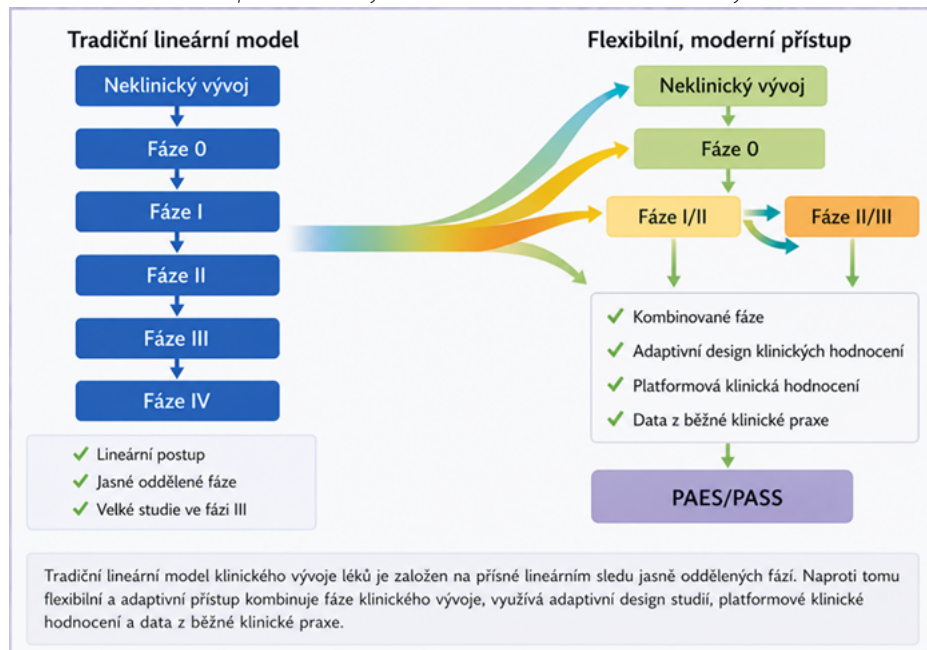 Tradiční lineární model
Neklinický vývoj
Fáze 0
Fáze I
Fáze II
Fáze III
Fáze IV
Lineární postup
Jasné oddělené fáze
Velké studie ve fázi III
Flexibilní, moderní přístup
Neklinický vývoj
Fáze 0
Fáze I/II
Fáze II/III
Kombinované fáze
Adaptivní design klinických hodnocení
Platformová klinická hodnocení
Data z běžné klinické praxe
PAES/PASS
Tradiční lineární model klinického vývoje léků je založen na přísné lineárním sledu jasně oddělených fází. Naproti tomu
flexibilní a adaptivní přístup kombinuje fáze klinického vývoje, využívá adaptivní design studií, platformové klinické
hodnocení a data z běžné klinické praxe.